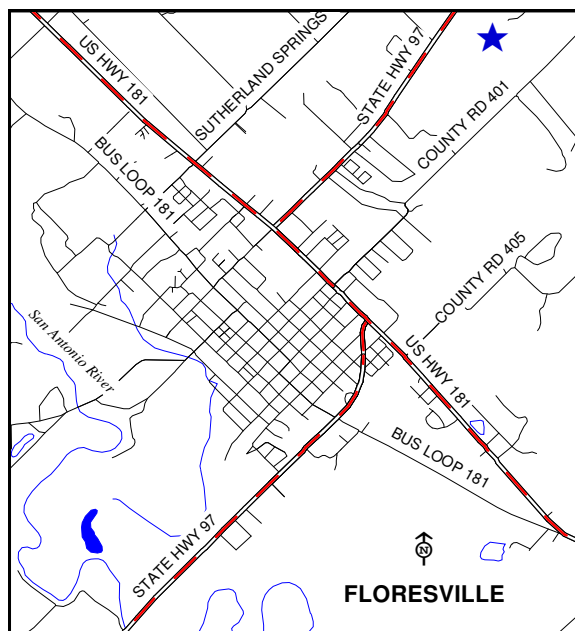 US HWY 181
SUTHERLAND SPRINGS
STATE HWY 97
COUNTY RD 401
BUS LOOP 181
COUNTY RD 405
San Antonio River
US HWY 181
BUS LOOP 181
STATE HWY 97
N
FLORESVILLE